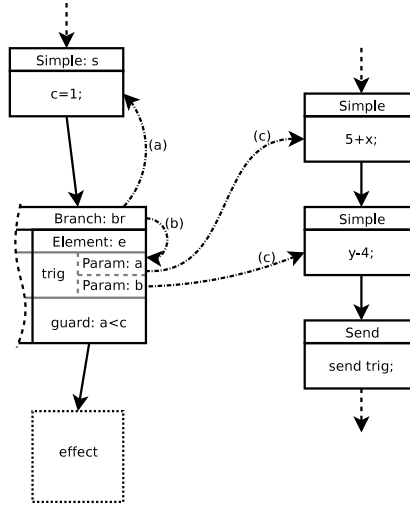 Simple: s
c=1;
(a)
Branch: br
(b)
Element: e
trig
Param: a
Param: b
guard: a<c
effect
(c)
(c)
Simple
5+x;
Simple
y-4;
Send
send trig;